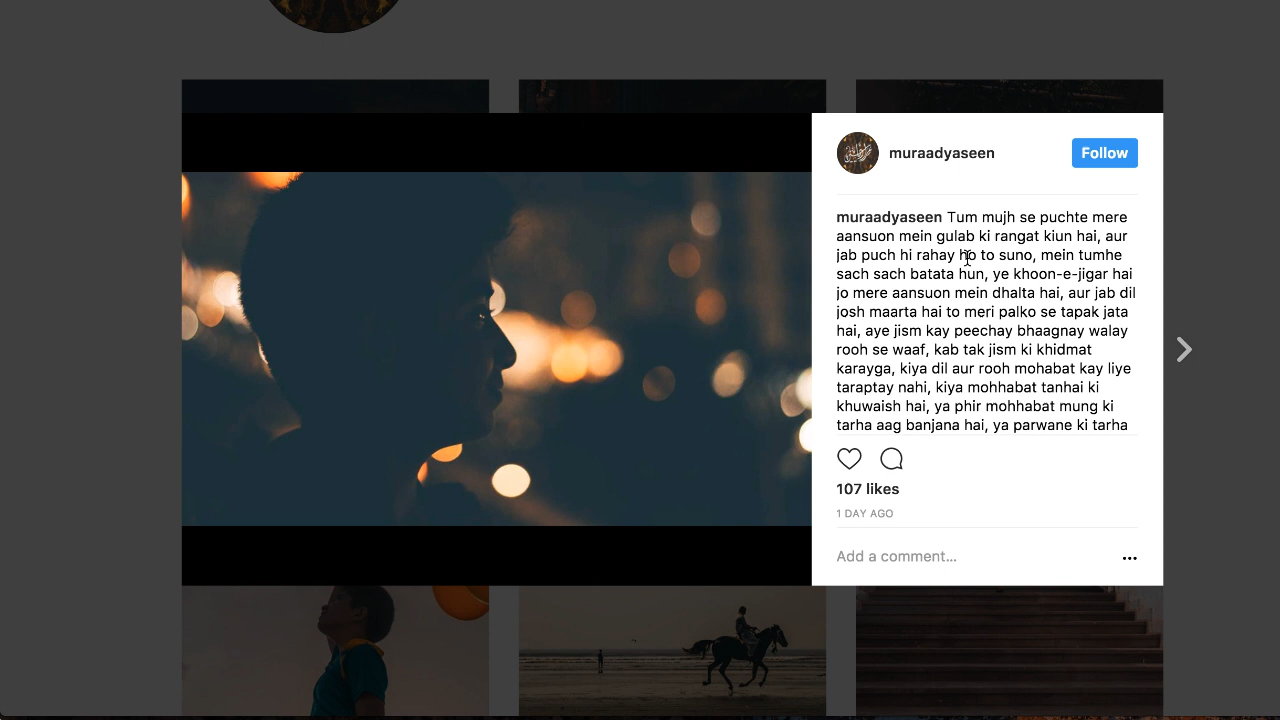 muraadyaseen
Follow
muraadyaseen Tum mujh se puchte mere
aansuon mein gulab ki rangat kiun hai, aur
jab puch hi rahay ho to suno, mein tumhe
sach sach batata hun, ye khoon-e-jigar hai
jo mere aansuon mein dhalta hai, aur jab dil
josh maarta hai to meri palko se tapak jata
hai, aye jism kay peechay bhaagnay walay
rooh se waaf, kab tak jism ki khidmat
karayga, kiya dil aur rooh mohabat kay liye
taraptay nahi, kiya mohhabat tanhai ki
khuwaish hai, ya phir mohhabat mung ki
tarha aag banjana hai, ya parwane ki tarha
107 likes
1 DAY AGO
Add a comment...